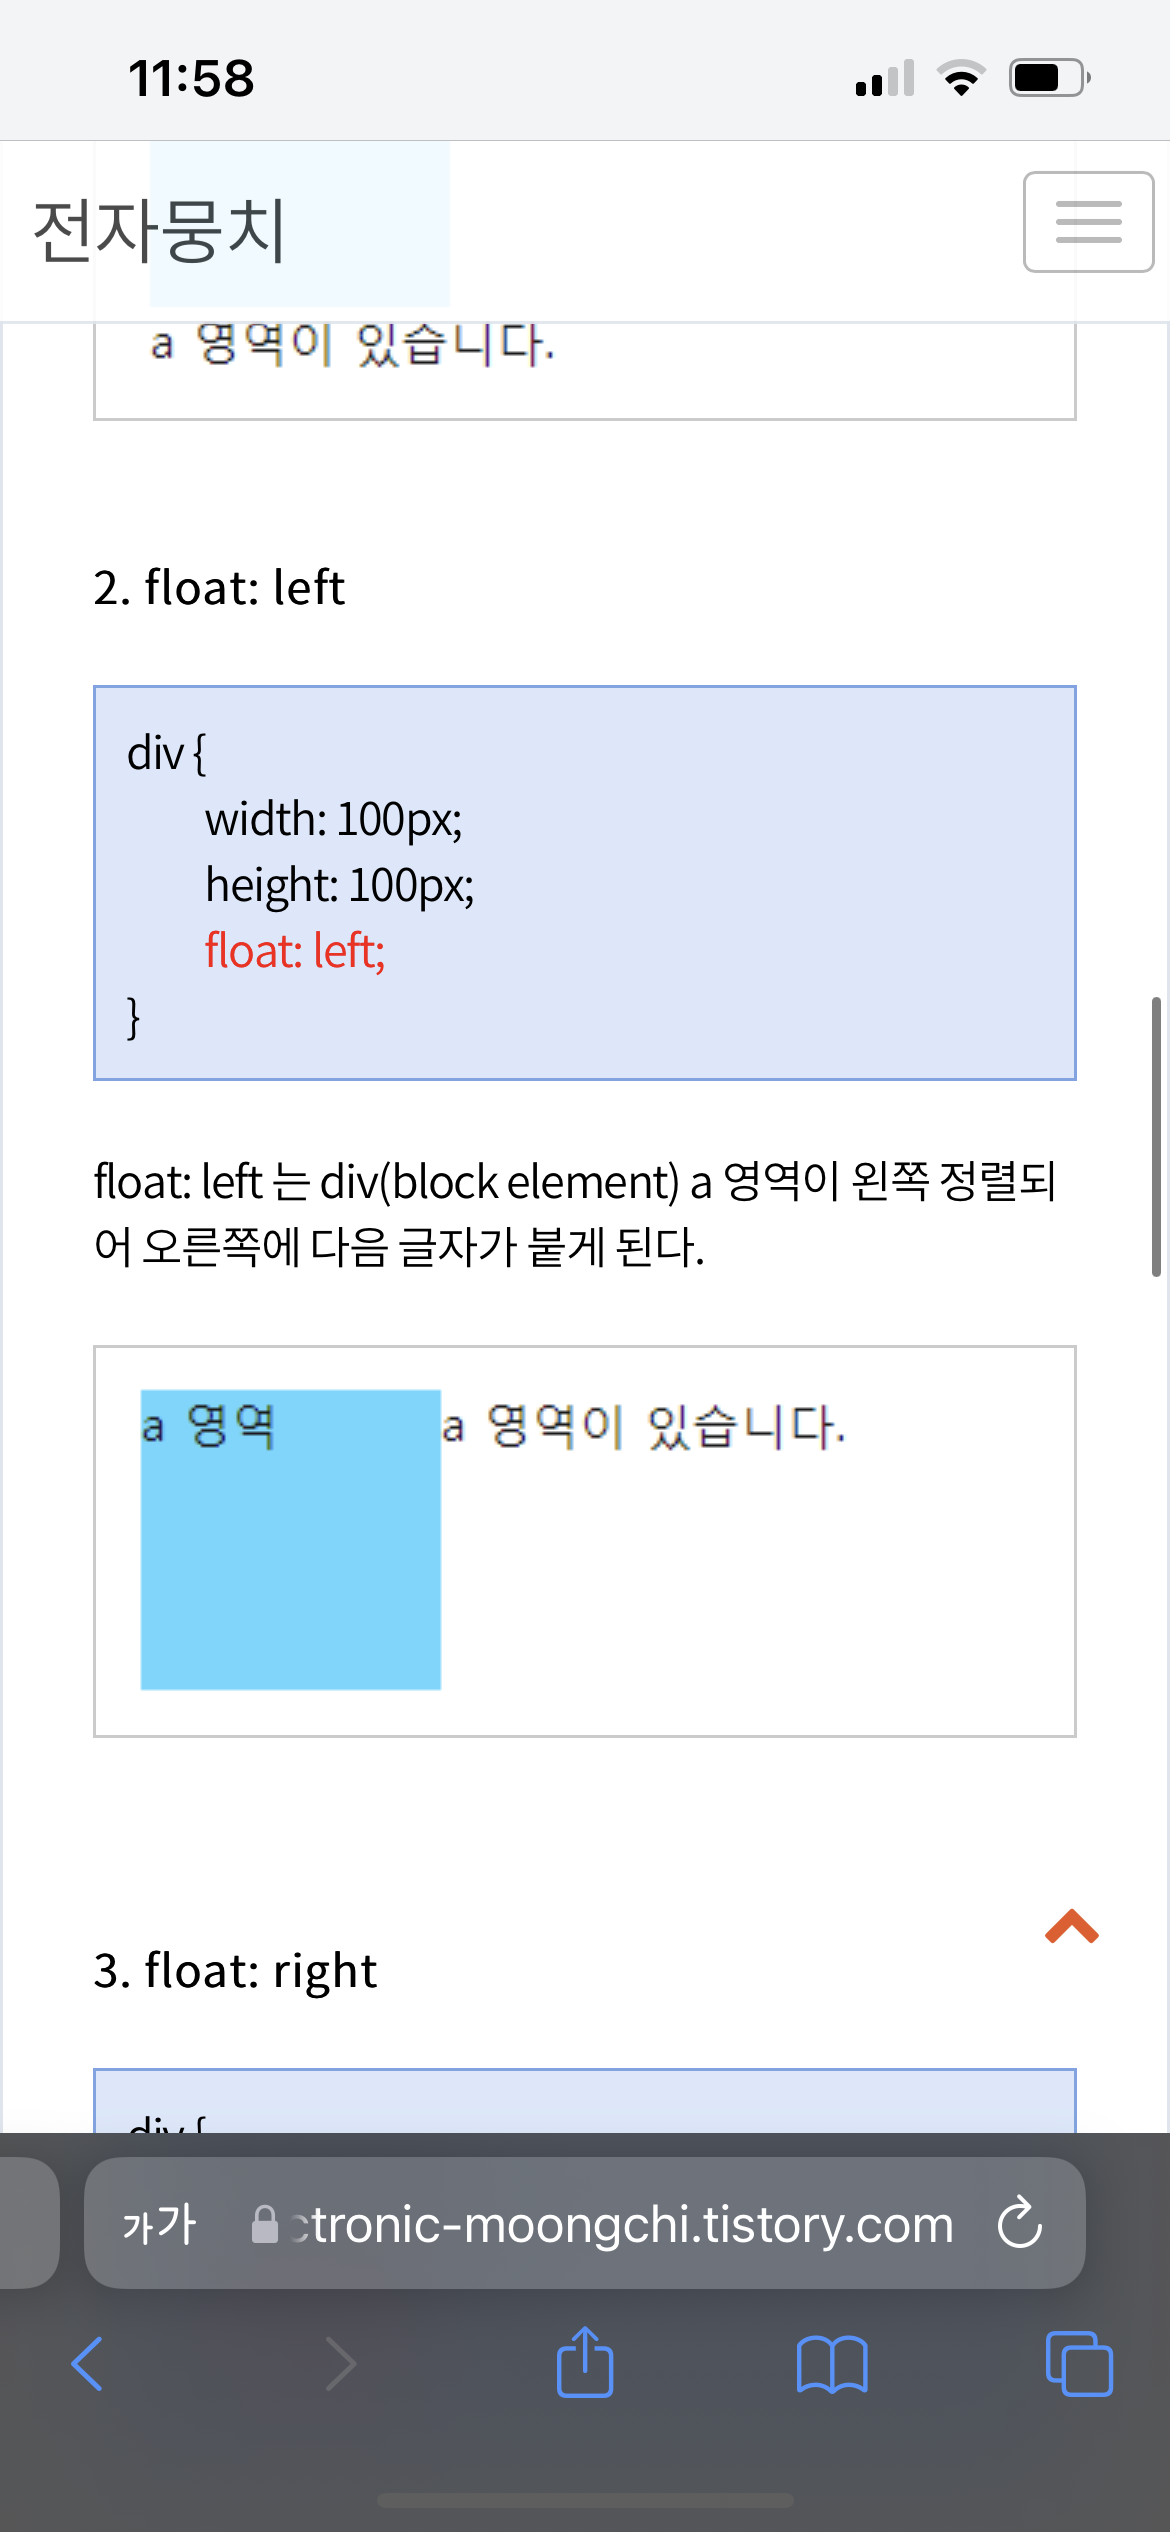 11:58
전자뭉치
a 영역이 있습니다.
2. float: left
div {
width: 100px;
height: 100px;
float: left;
}
float: left 는 div(block element) a 영역이 왼쪽 정렬되
어 오른쪽에 다음 글자가 붙게 된다.
a 영역 a 영역이 있습니다.
3. float: right
div {
가가 ctronic-moongchi.tistory.com